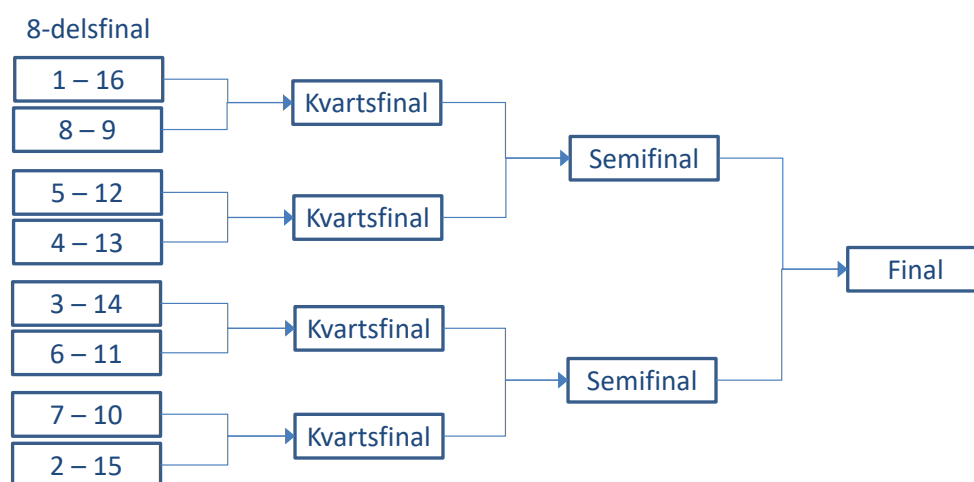 8-delsfinal
1 – 16
8 – 9
5 – 12
4 – 13
3 – 14
6 – 11
7 – 10
2 – 15
Kvartsfinal
Kvartsfinal
Kvartsfinal
Kvartsfinal
Semifinal
Semifinal
Final